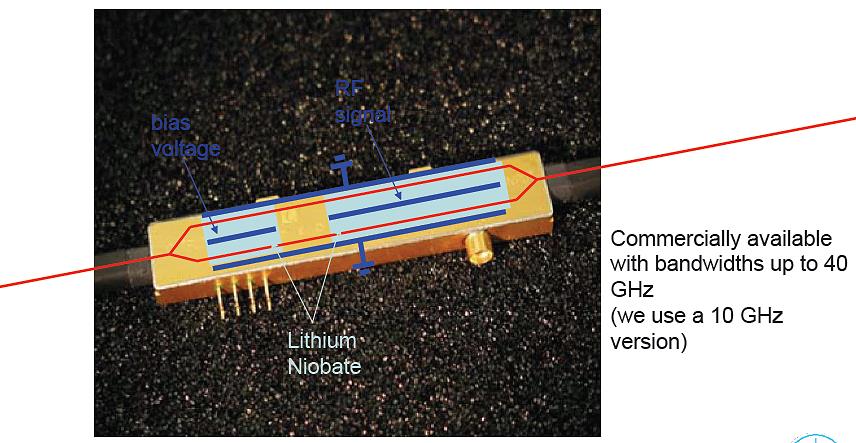 RF
signal
bias
voltage
Commercially available
with bandwidths up to 40
GHz
(we use a 10 GHz
version)
Lithium
Niobate